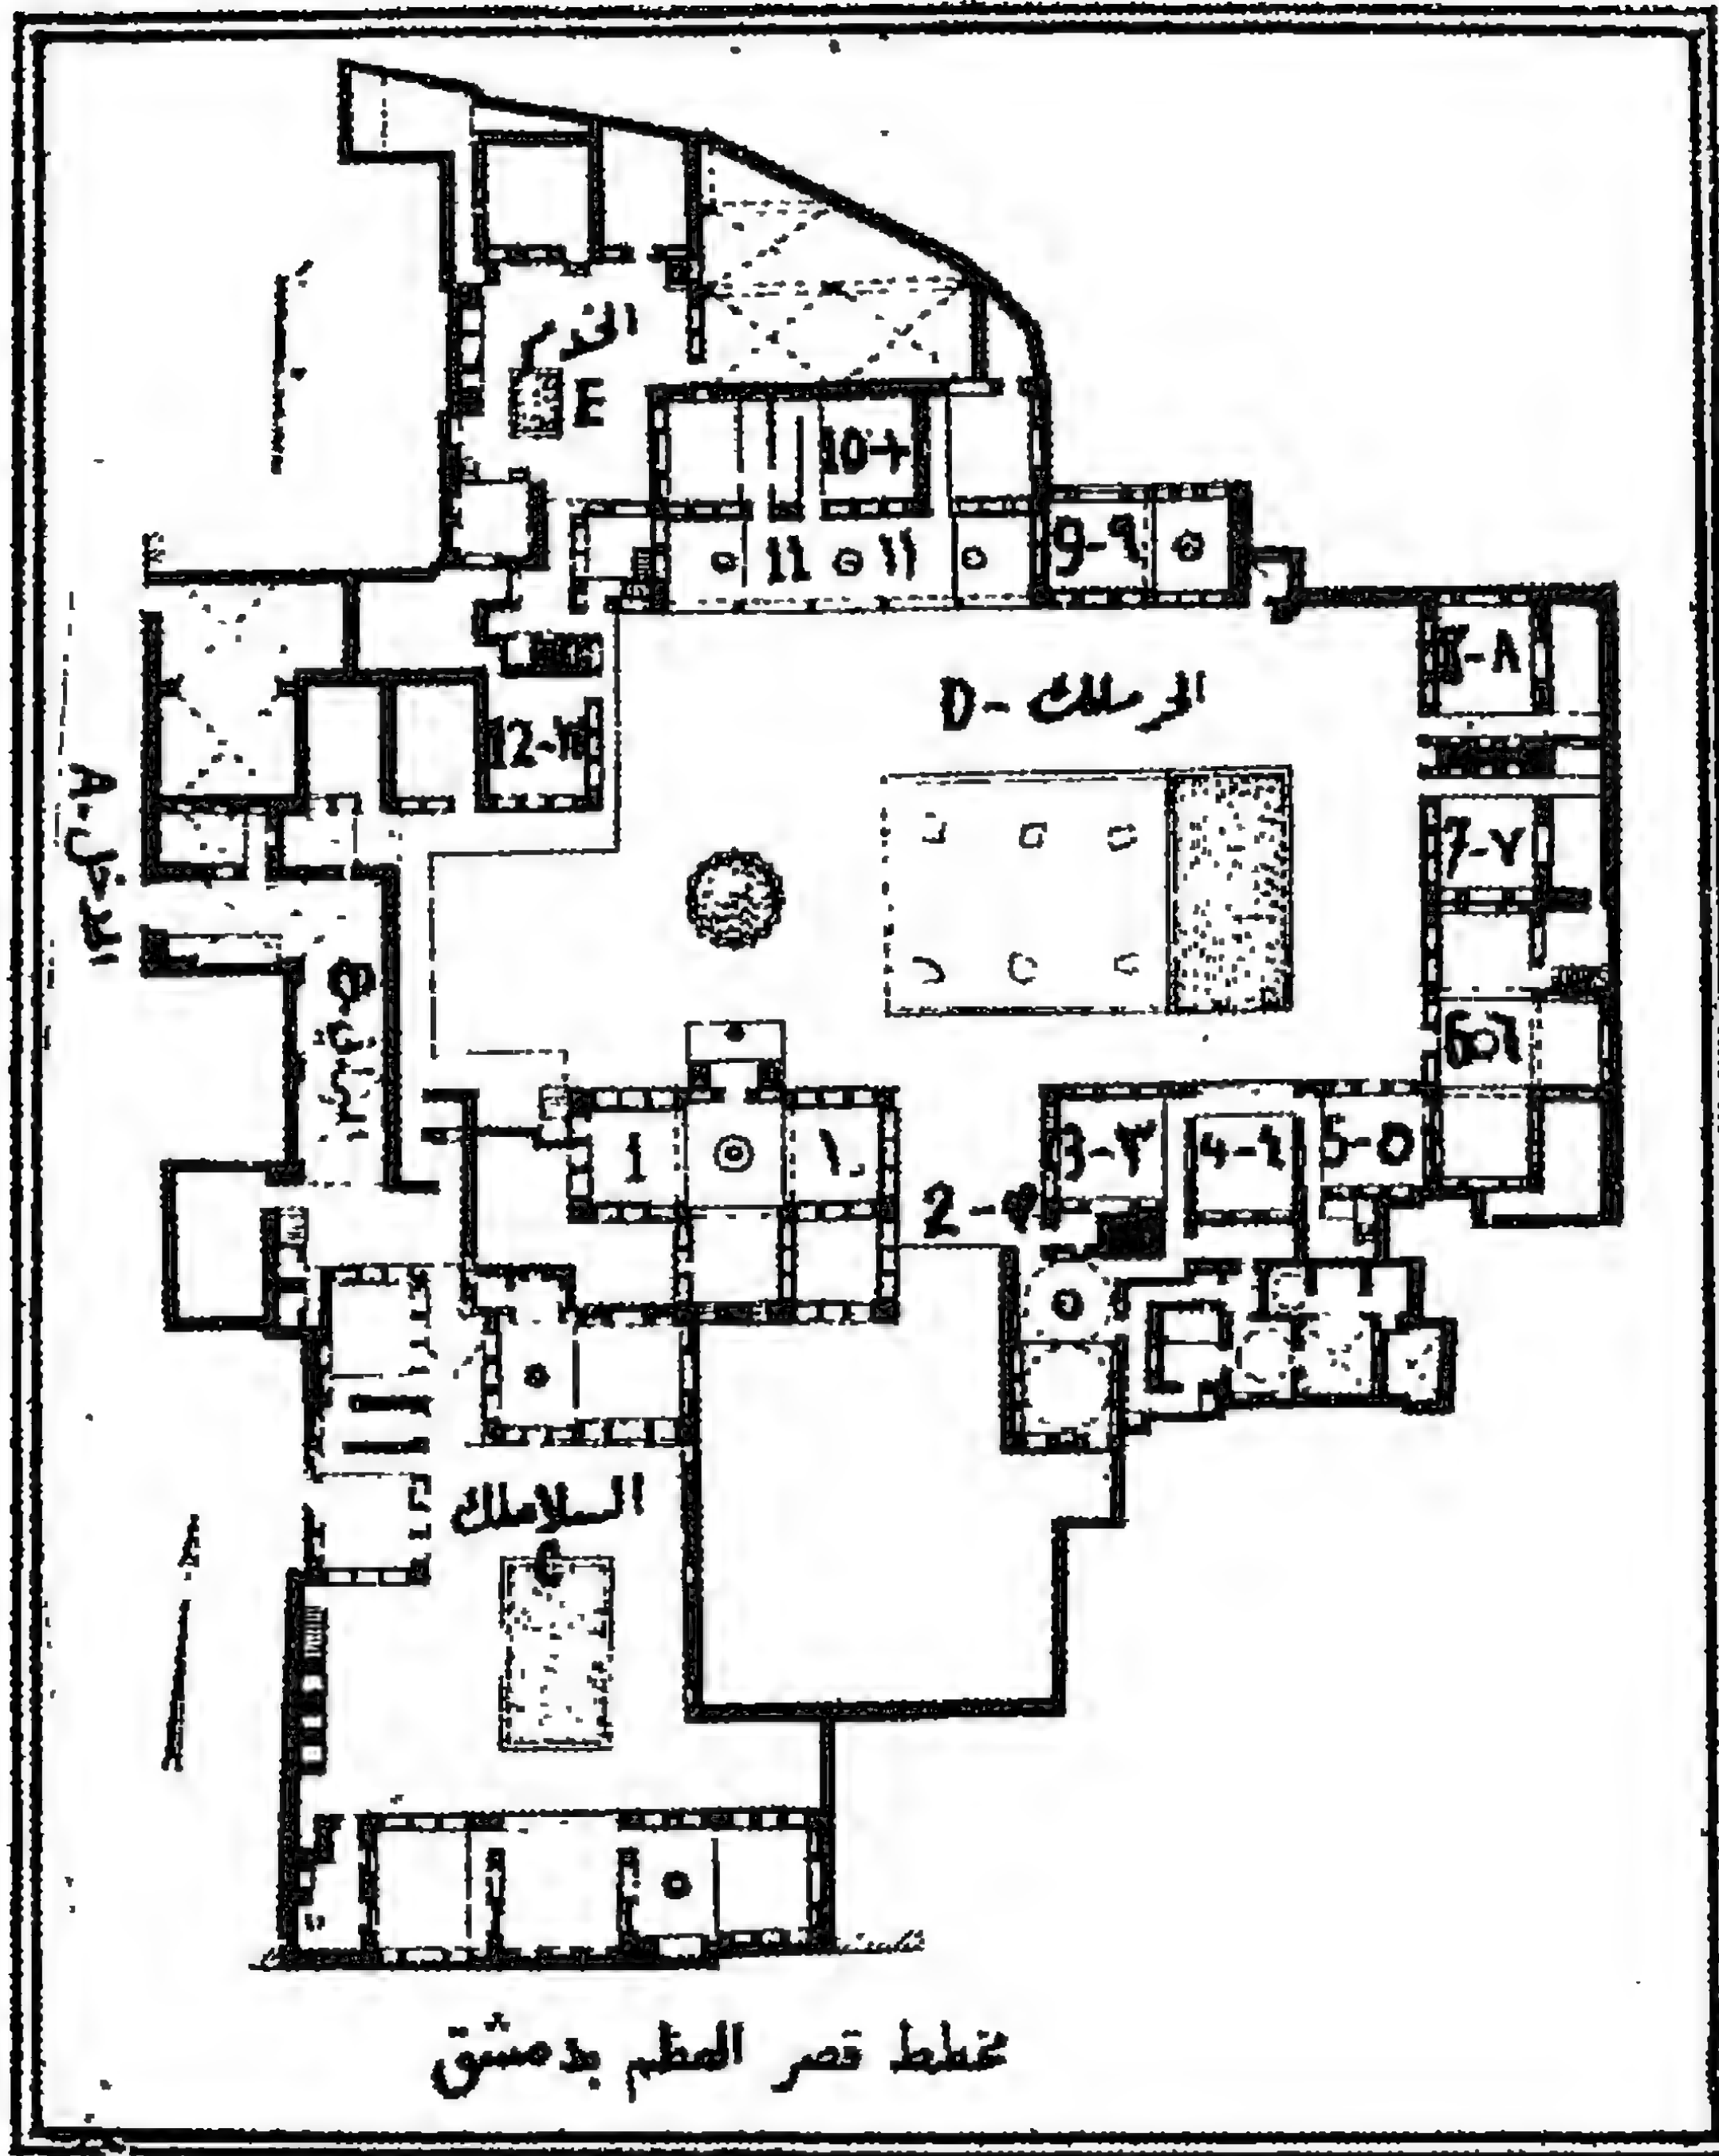 الخدم
E
10-١٠
11 ١١
9-٩
8-٨
D - الحرملك
12-١٢
7-٧
المدخل-A
6 ٦
1 ١
3-٣
4-٤
5-٥
2-٢
السلاملك
C
مخطط قصر العظم بدمشق